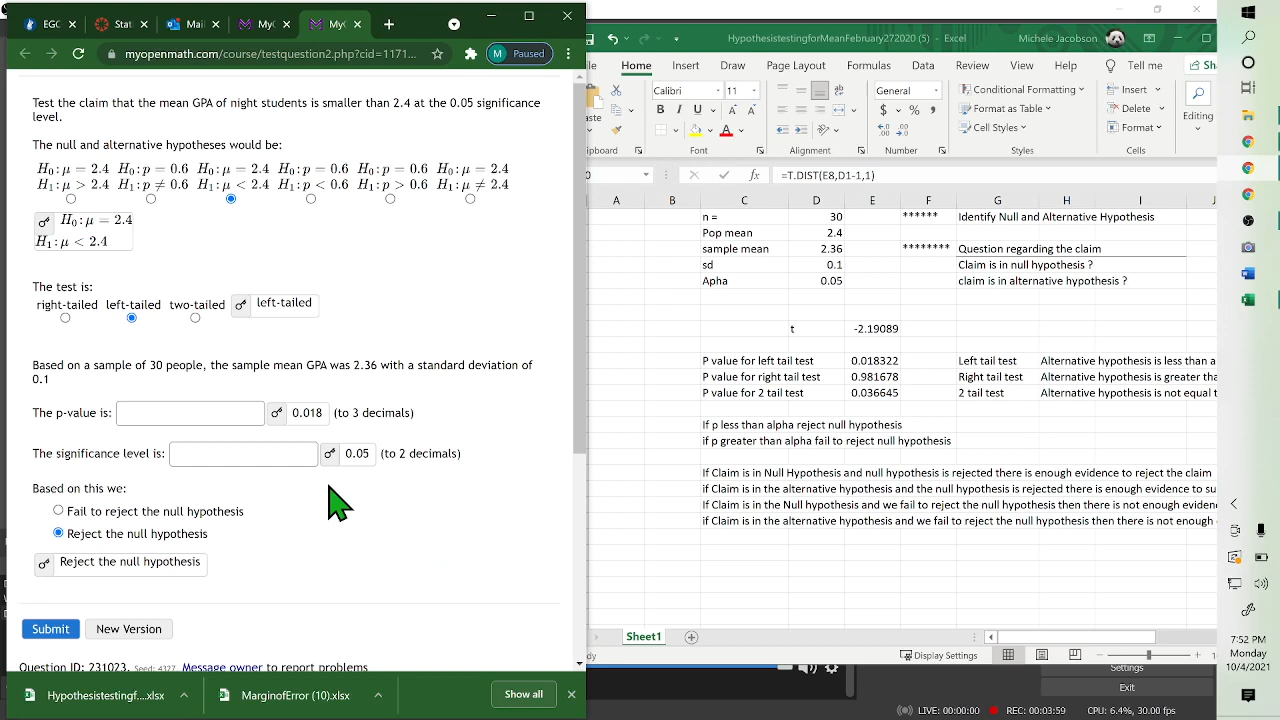 EGC
Stat
Mail
MyC
MyC
myopenmath.com/course/testquestion2.php?cid=1171...
M Paused
Test the claim that the mean GPA of night students is smaller than 2.4 at the 0.05 significance
level.
The null and alternative hypotheses would be:
H0:μ = 2.4 H0:p = 0.6 H0:μ = 2.4 H0:p = 0.6 H0:p = 0.6 H0:μ = 2.4
H1:μ > 2.4 H1:p ≠ 0.6 H1:μ < 2.4 H1:p < 0.6 H1:p > 0.6 H1:μ ≠ 2.4
H0:μ = 2.4
H1:μ < 2.4
The test is:
right-tailed left-tailed two-tailed left-tailed
Based on a sample of 30 people, the sample mean GPA was 2.36 with a standard deviation of
0.1
The p-value is: 0.018 (to 3 decimals)
The significance level is: 0.05 (to 2 decimals)
Based on this we:
Fail to reject the null hypothesis
Reject the null hypothesis
Reject the null hypothesis
Submit New Version
Question ID: 231023. Seed: 4327. Message owner to report problems
Hypothesistestingf....xlsx MarginofError (10).xlsx Show all
HypothesistestingforMeanFebruary272020 (5) - Excel Michele Jacobson
Home Insert Draw Page Layout Formulas Data Review View Help Tell me Sha
Calibri 11 General Conditional Formatting Insert
B I U $ % , Format as Table Delete
Cell Styles Format
Font Alignment Number Styles Cells
=T.DIST(E8,D1-1,1)
A B C D E F G H I J
n = 30 ****** Identify Null and Alternative Hypothesis
Pop mean 2.4
sample mean 2.36 ******** Question regarding the claim
sd 0.1 Claim is in null hypothesis ?
Apha 0.05 claim is in alternative hypothesis ?
t -2.19089
P value for left tail test 0.018322 Left tail test Alternative hypothesis is less than a
P value for right tail test 0.981678 Right tail test Alternative hypothesis is greater tha
P value for 2 tail test 0.036645 2 tail test Alternative hypothesis is not equal t
If p less than alpha reject null hypothesis
if p greater than alpha fail to reject hypothesis
If Claim is in Null Hypothesis and null hypothesis is rejected there is enough evidence to reject the claim
if Claim is in the alternative hypothesis and the null hypothesis is rejected there is enough evidence to su
If Claim is in the Null hypothesis and we fail to reject the null hypothesis then there is not enough eviden
if Claim is in the alternative hypothesis and we fail to reject the null hypothesis then there is not enough
Sheet1
Display Settings
Settings
Exit
LIVE: 00:00:00 REC: 00:03:59 CPU: 6.4%, 30.00 fps
7:52 PM
Monday
10/4/2021